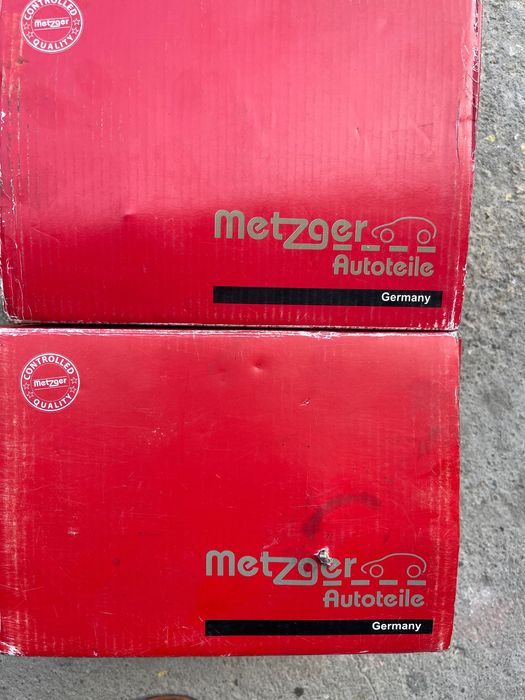 CONTROLLED
Metzger
QUALITY
Metzger
Autoteile
Germany
CONTROLLED
Metzger
QUALITY
Metzger
Autoteile
Germany